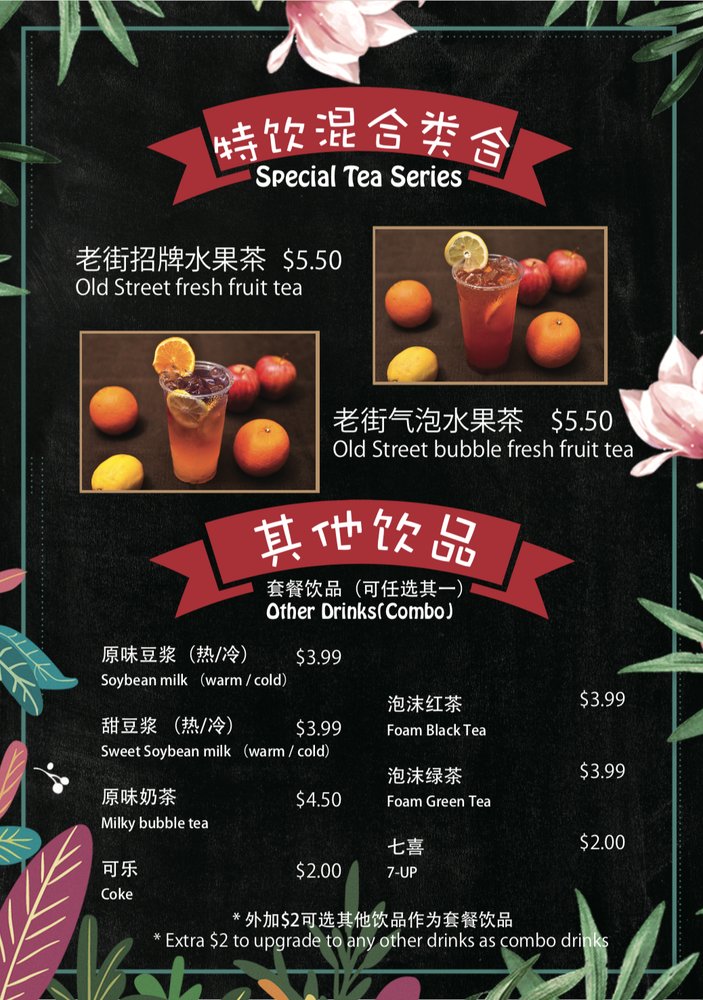 特饮混合类合
Special Tea Series
老街招牌水果茶 $5.50
Old Street fresh fruit tea
老街气泡水果茶 $5.50
Old Street bubble fresh fruit tea
其他饮品
套餐饮品（可任选其一）
Other Drinks(Combo)
原味豆浆（热/冷） $3.99
Soybean milk （warm / cold）
甜豆浆 （热/冷） $3.99
Sweet Soybean milk （warm / cold）
原味奶茶 $4.50
Milky bubble tea
可乐 $2.00
Coke
泡沫红茶 $3.99
Foam Black Tea
泡沫绿茶 $3.99
Foam Green Tea
七喜 $2.00
7-UP
* 外加$2可选其他饮品作为套餐饮品
* Extra $2 to upgrade to any other drinks as combo drinks